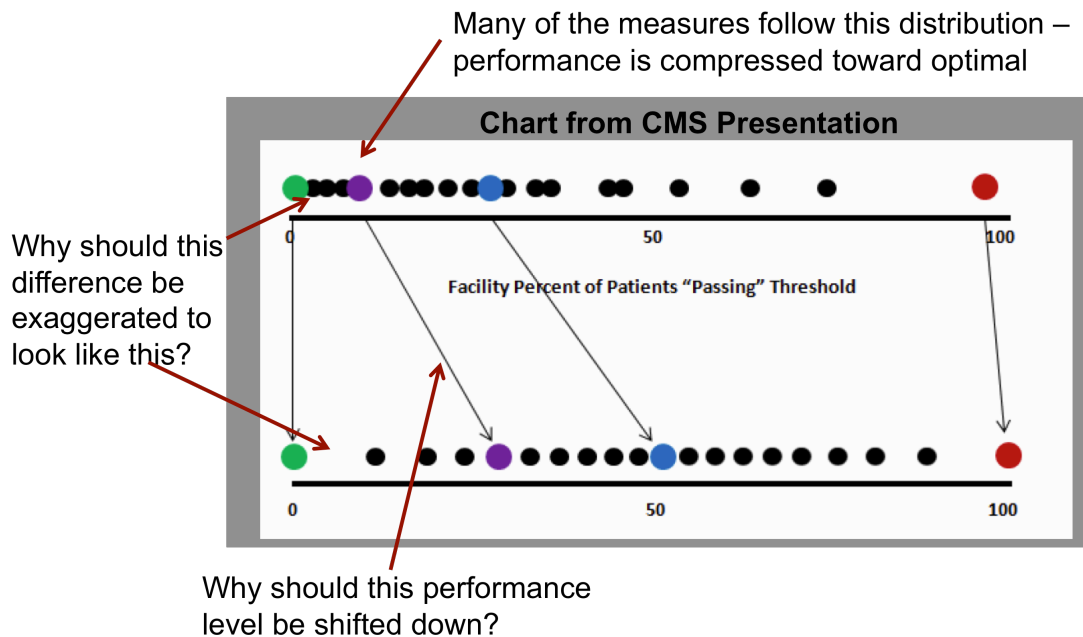 Many of the measures follow this distribution –
performance is compressed toward optimal
Chart from CMS Presentation
0
50
100
Facility Percent of Patients “Passing” Threshold
Why should this
difference be
exaggerated to
look like this?
0
50
100
Why should this performance
level be shifted down?